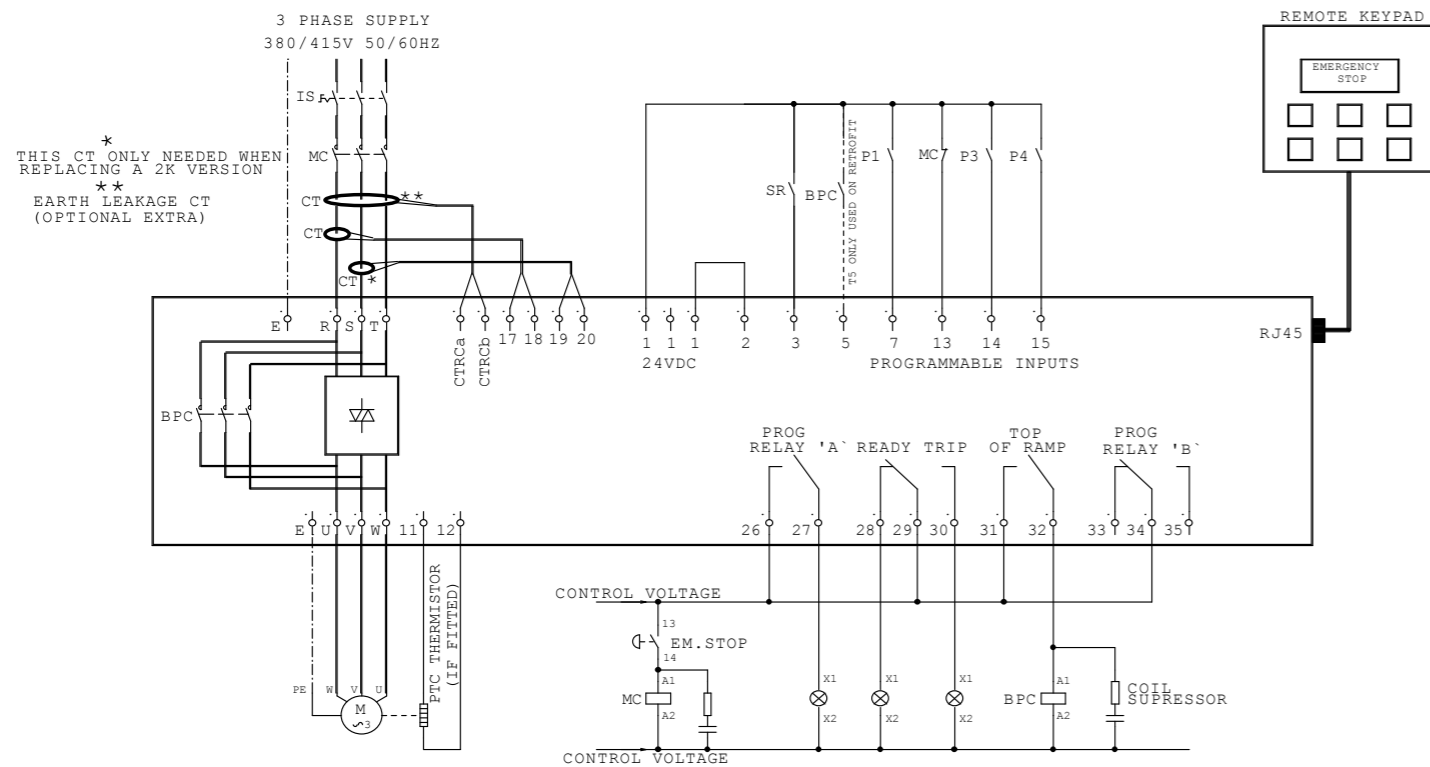 3 PHASE SUPPLY
380/415V 50/60HZ
REMOTE KEYPAD
EMERGENCY
STOP
IS
*
THIS CT ONLY NEEDED WHEN
REPLACING A 2K VERSION
**
EARTH LEAKAGE CT
(OPTIONAL EXTRA)
MC
CT
**
CT
CT *
SR
BPC
T5 ONLY USED ON RETROFIT
P1
MC
P3
P4
E
R
S
T
CTRCa
CTRCb
17
18
19
20
1
1
1
2
3
5
7
13
14
15
24VDC
PROGRAMMABLE INPUTS
RJ45
BPC
PROG
RELAY 'A`
READY TRIP
TOP
OF RAMP
PROG
RELAY 'B`
E
U
V
W
11
12
26
27
28
29
30
31
32
33
34
35
PTC THERMISTOR
(IF FITTED)
CONTROL VOLTAGE
13
EM.STOP
14
A1
MC
A2
X1
X2
X1
X2
X1
X2
A1
BPC
A2
COIL
SUPRESSOR
PE
W
V
U
M
~3
CONTROL VOLTAGE